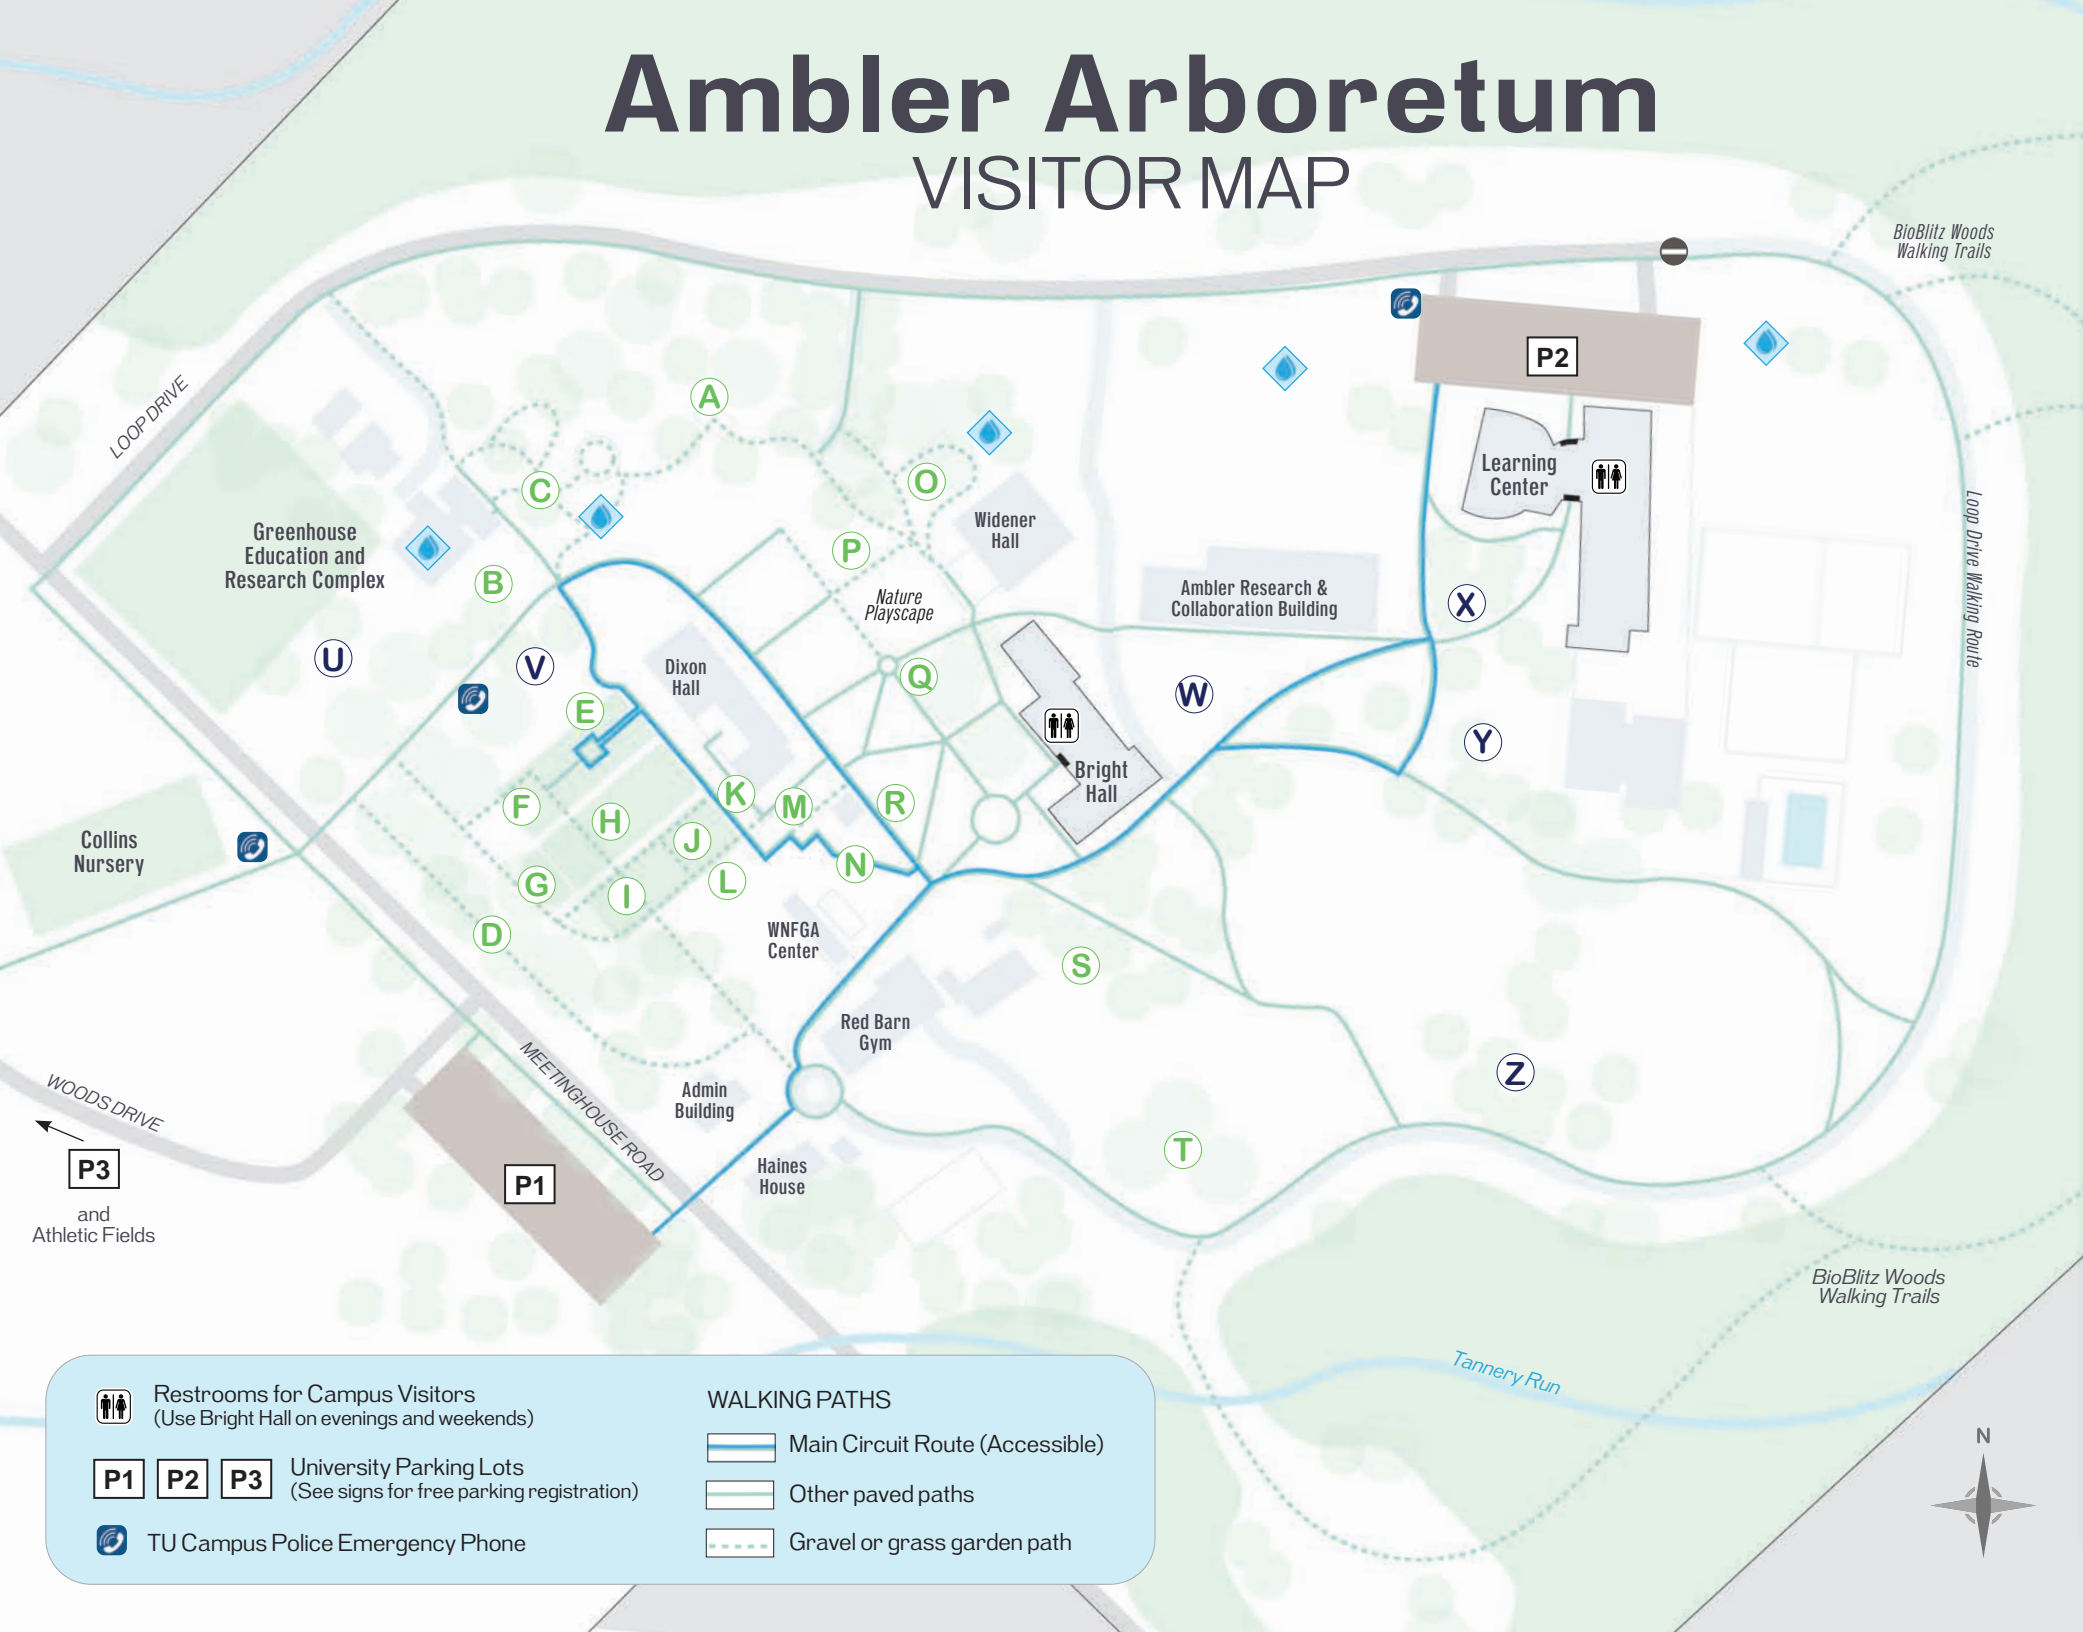 Ambler Arboretum
VISITOR MAP
BioBlitz Woods
Walking Trails
LOOP DRIVE
P2
A
Learning
Center
C
O
Widener
Hall
P
Greenhouse
Education and
Research Complex
B
Nature
Playscape
Ambler Research &
Collaboration Building
X
Loop Drive Walking Route
U
V
Dixon
Hall
Q
W
E
Y
Bright
Hall
F
H
K
M
R
J
Collins
Nursery
G
I
L
N
D
WNFGA
Center
S
Red Barn
Gym
MEETINGHOUSE ROAD
WOODS DRIVE
Admin
Building
Z
T
P3
and
Athletic Fields
P1
Haines
House
BioBlitz Woods
Walking Trails
Tannery Run
Restrooms for Campus Visitors
(Use Bright Hall on evenings and weekends)
P1 P2 P3
University Parking Lots
(See signs for free parking registration)
TU Campus Police Emergency Phone
WALKING PATHS
Main Circuit Route (Accessible)
Other paved paths
Gravel or grass garden path
N